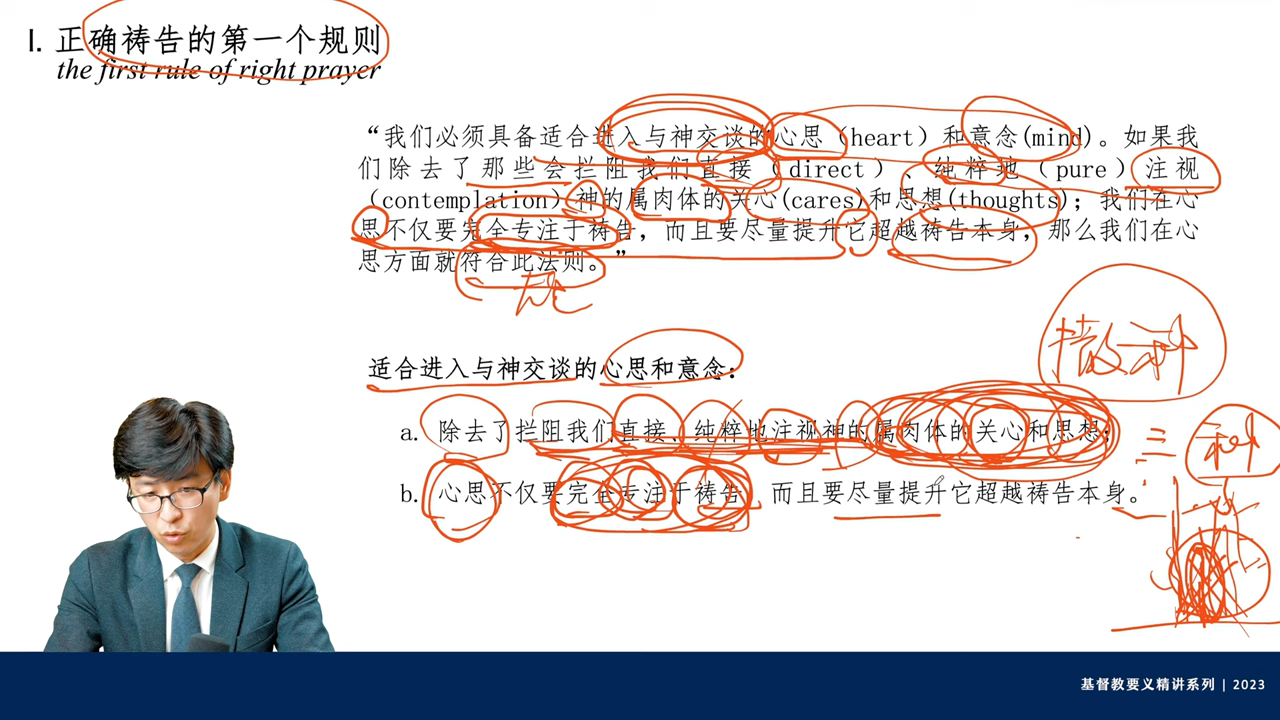 I. 正确祷告的第一个规则
the first rule of right prayer
“我们必须具备适合进入与神交谈的心思（heart）和意念(mind)。如果我
们除去了那些会拦阻我们直接（direct）、纯粹地（pure）注视
（contemplation）神的属肉体的关心(cares)和思想(thoughts)；我们在心
思不仅要完全专注于祷告，而且要尽量提升它超越祷告本身，那么我们在心
思方面就符合此法则。”
适合进入与神交谈的心思和意念：
撒种
a. 除去了拦阻我们直接、纯粹地注视神的属肉体的关心和思想；
b. 心思不仅要完全专注于祷告，而且要尽量提升它超越祷告本身。
基督教要义精讲系列 | 2023